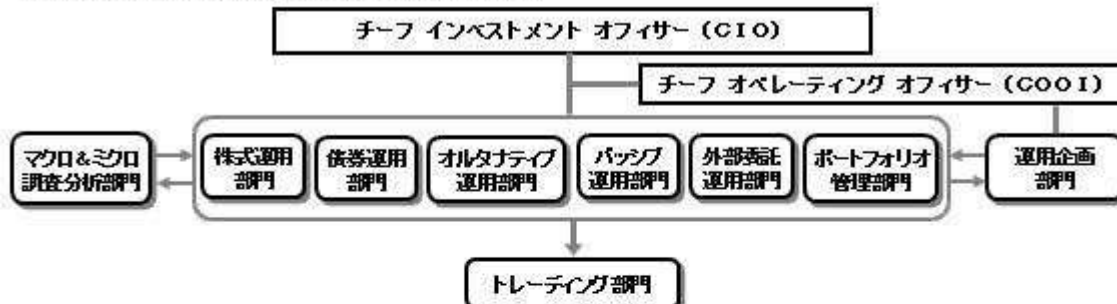 チーフ インベストメント オフィサー (CIO)
チーフ オペレーティング オフィサー (COOI)
マクロ&ミクロ
調査分析部門
株式運用
部門
債券運用
部門
オルタナティブ
運用部門
パッシブ
運用部門
外部委託
運用部門
ポートフォリオ
管理部門
運用企画
部門
トレーディング部門